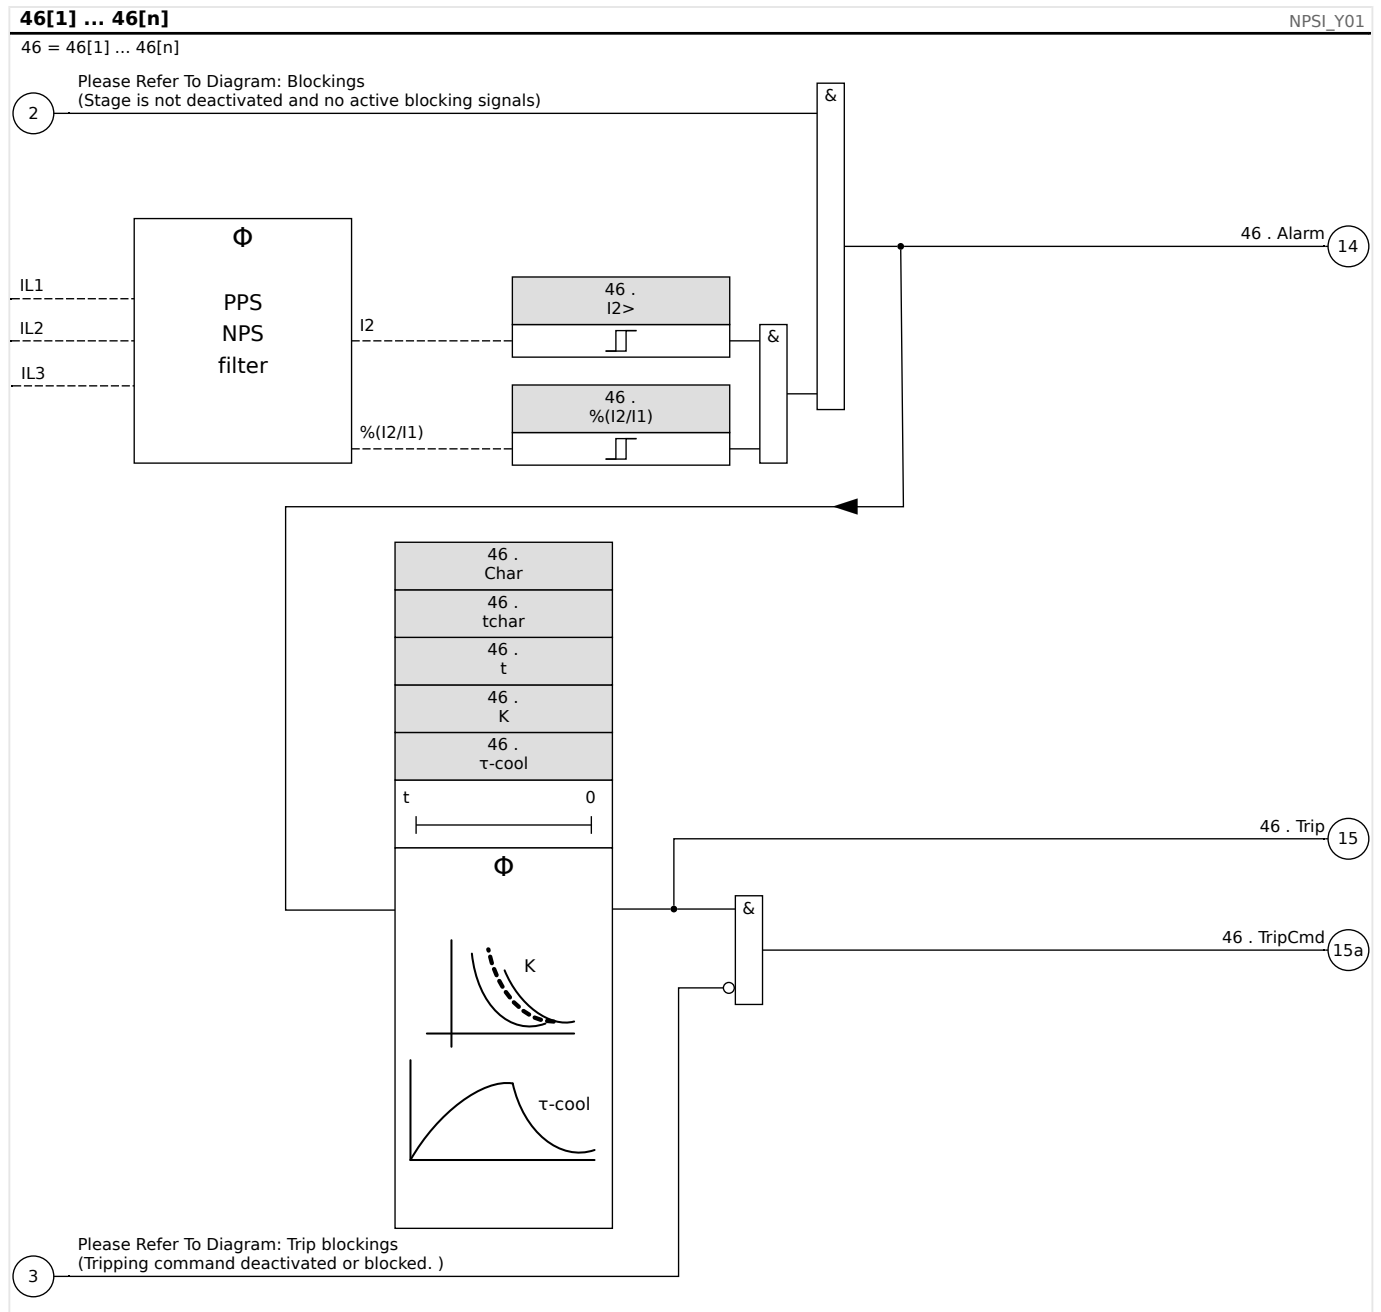 46[1] ... 46[n]
NPSI_Y01
46 = 46[1] ... 46[n]
Please Refer To Diagram: Blockings
(Stage is not deactivated and no active blocking signals)
2
&
Φ
PPS
NPS
filter
IL1
IL2
IL3
I2
%(I2/I1)
46 .
I2>
46 .
%(I2/I1)
&
46 . Alarm
14
46 .
Char
46 .
tchar
46 .
t
46 .
K
46 .
τ-cool
t
0
Φ
K
τ-cool
46 . Trip
15
&
46 . TripCmd
15a
Please Refer To Diagram: Trip blockings
(Tripping command deactivated or blocked. )
3